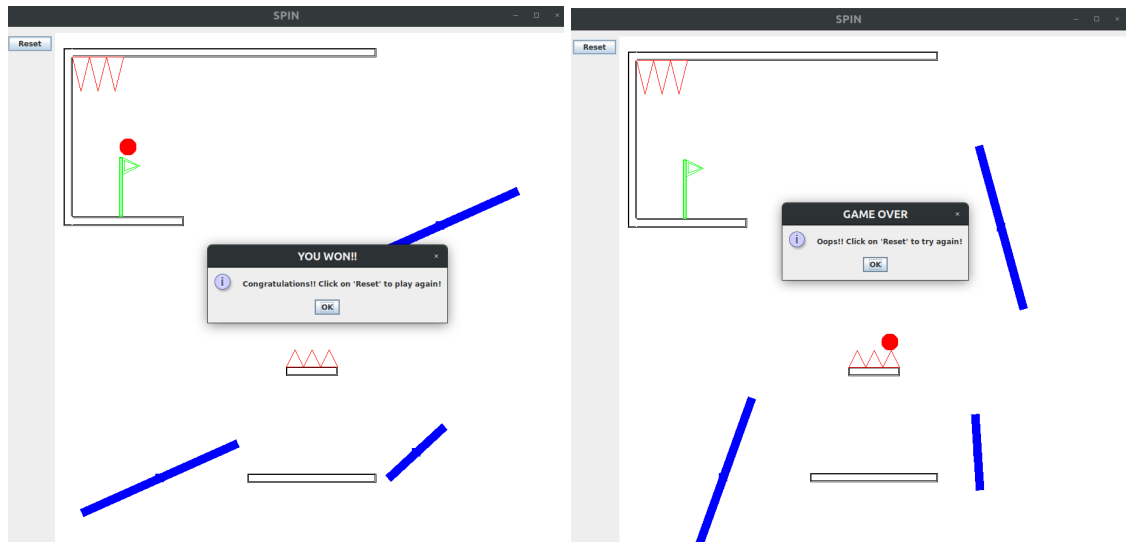 SPIN
Reset
YOU WON!!
Congratulations!! Click on 'Reset' to play again!
OK
SPIN
Reset
GAME OVER
Oops!! Click on 'Reset' to try again!
OK